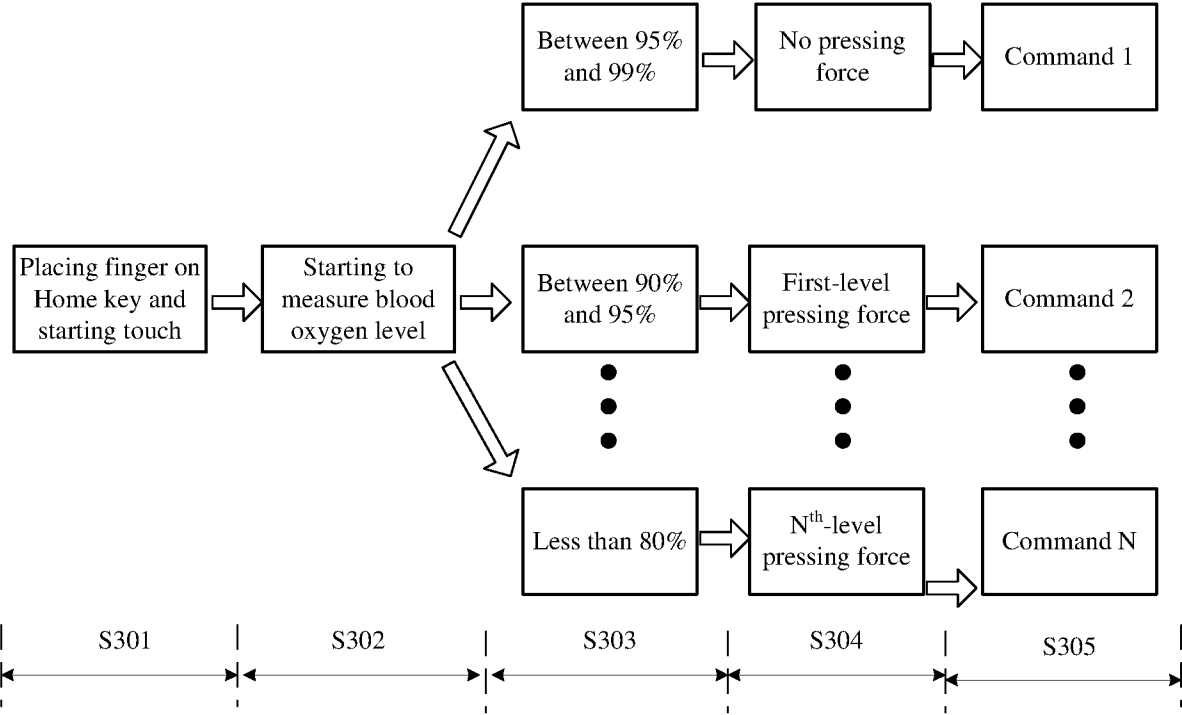 Between 95%
and 99%
No pressing
force
Command 1
Placing finger on
Home key and
starting touch
Starting to
measure blood
oxygen level
Between 90%
and 95%
First-level
pressing force
Command 2
Less than 80%
Nth-level
pressing force
Command N
S301
S302
S303
S304
S305